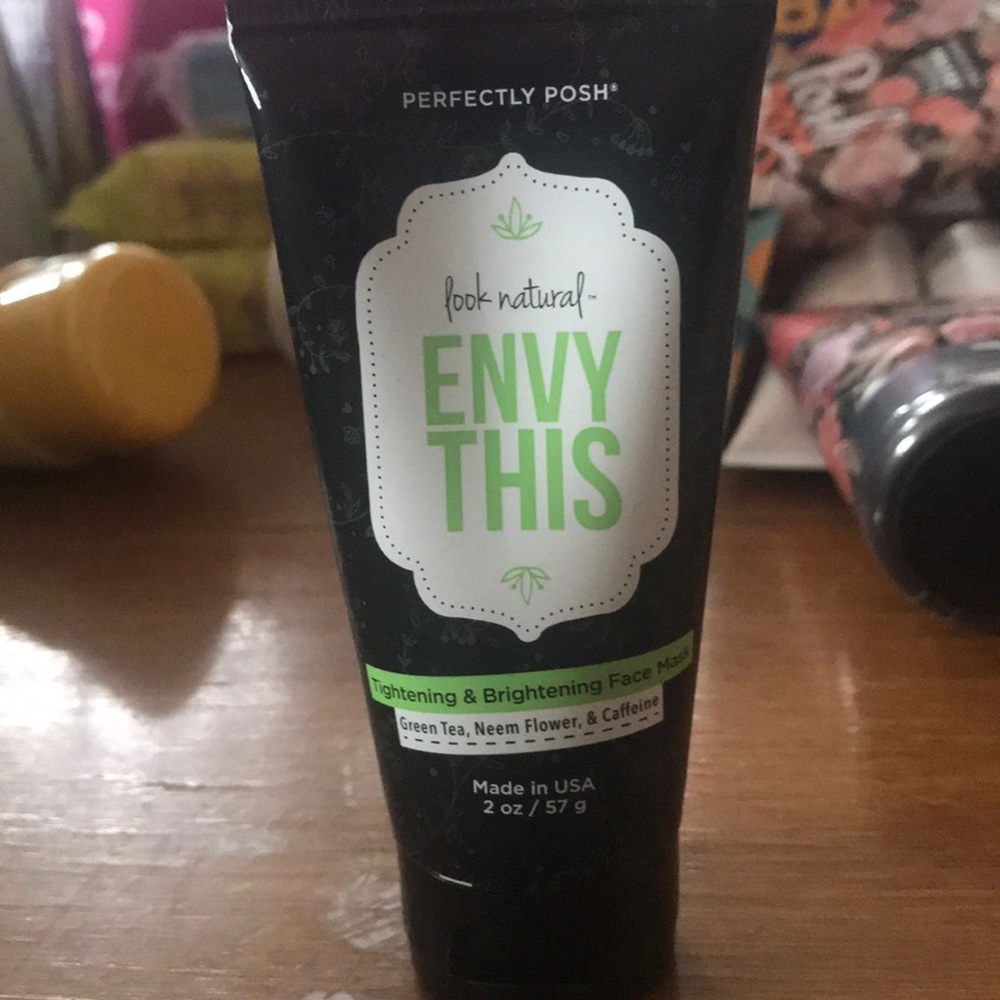 PERFECTLY POSH®
look natural™
ENVY
THIS
Tightening & Brightening Face Mask
Green Tea, Neem Flower, & Caffeine
Made in USA
2 oz / 57 g
Posh